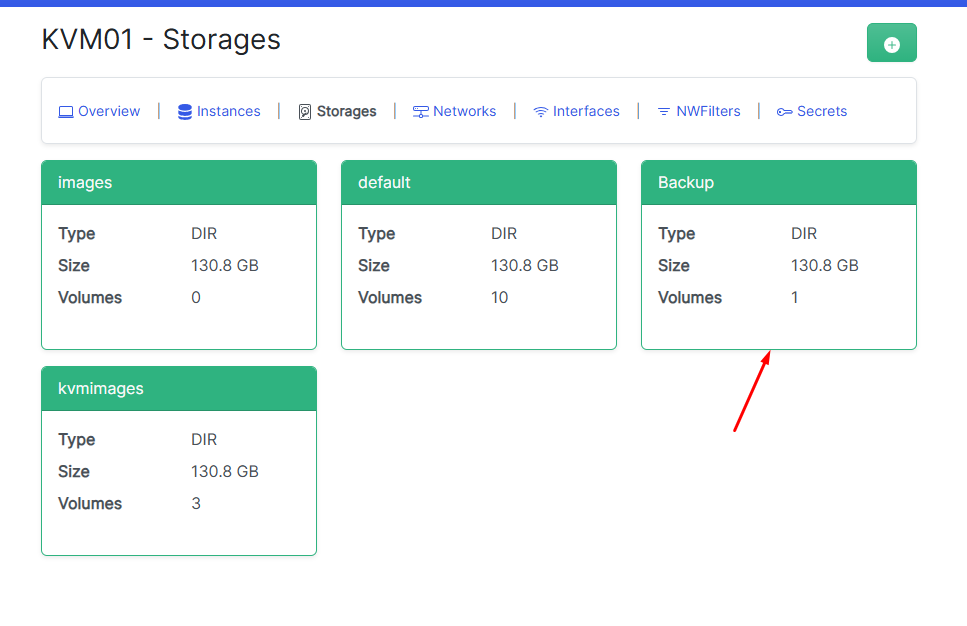 KVM01 - Storages
Overview | Instances | Storages | Networks | Interfaces | NWFilters | Secrets
images
Type DIR
Size 130.8 GB
Volumes 0
default
Type DIR
Size 130.8 GB
Volumes 10
Backup
Type DIR
Size 130.8 GB
Volumes 1
kvmimages
Type DIR
Size 130.8 GB
Volumes 3